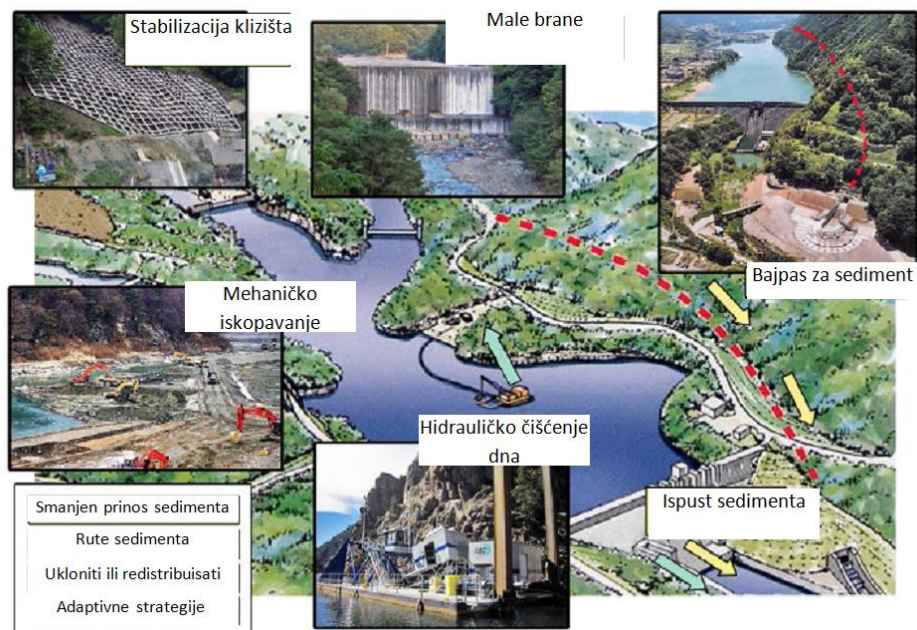 Stabilizacija klizišta
Male brane
Bajpas za sediment
Mehaničko
iskopavanje
Hidrauličko čišćenje
dna
Ispust sedimenta
Smanjen prinos sedimenta
Rute sedimenta
Ukloniti ili redistribuisati
Adaptivne strategije